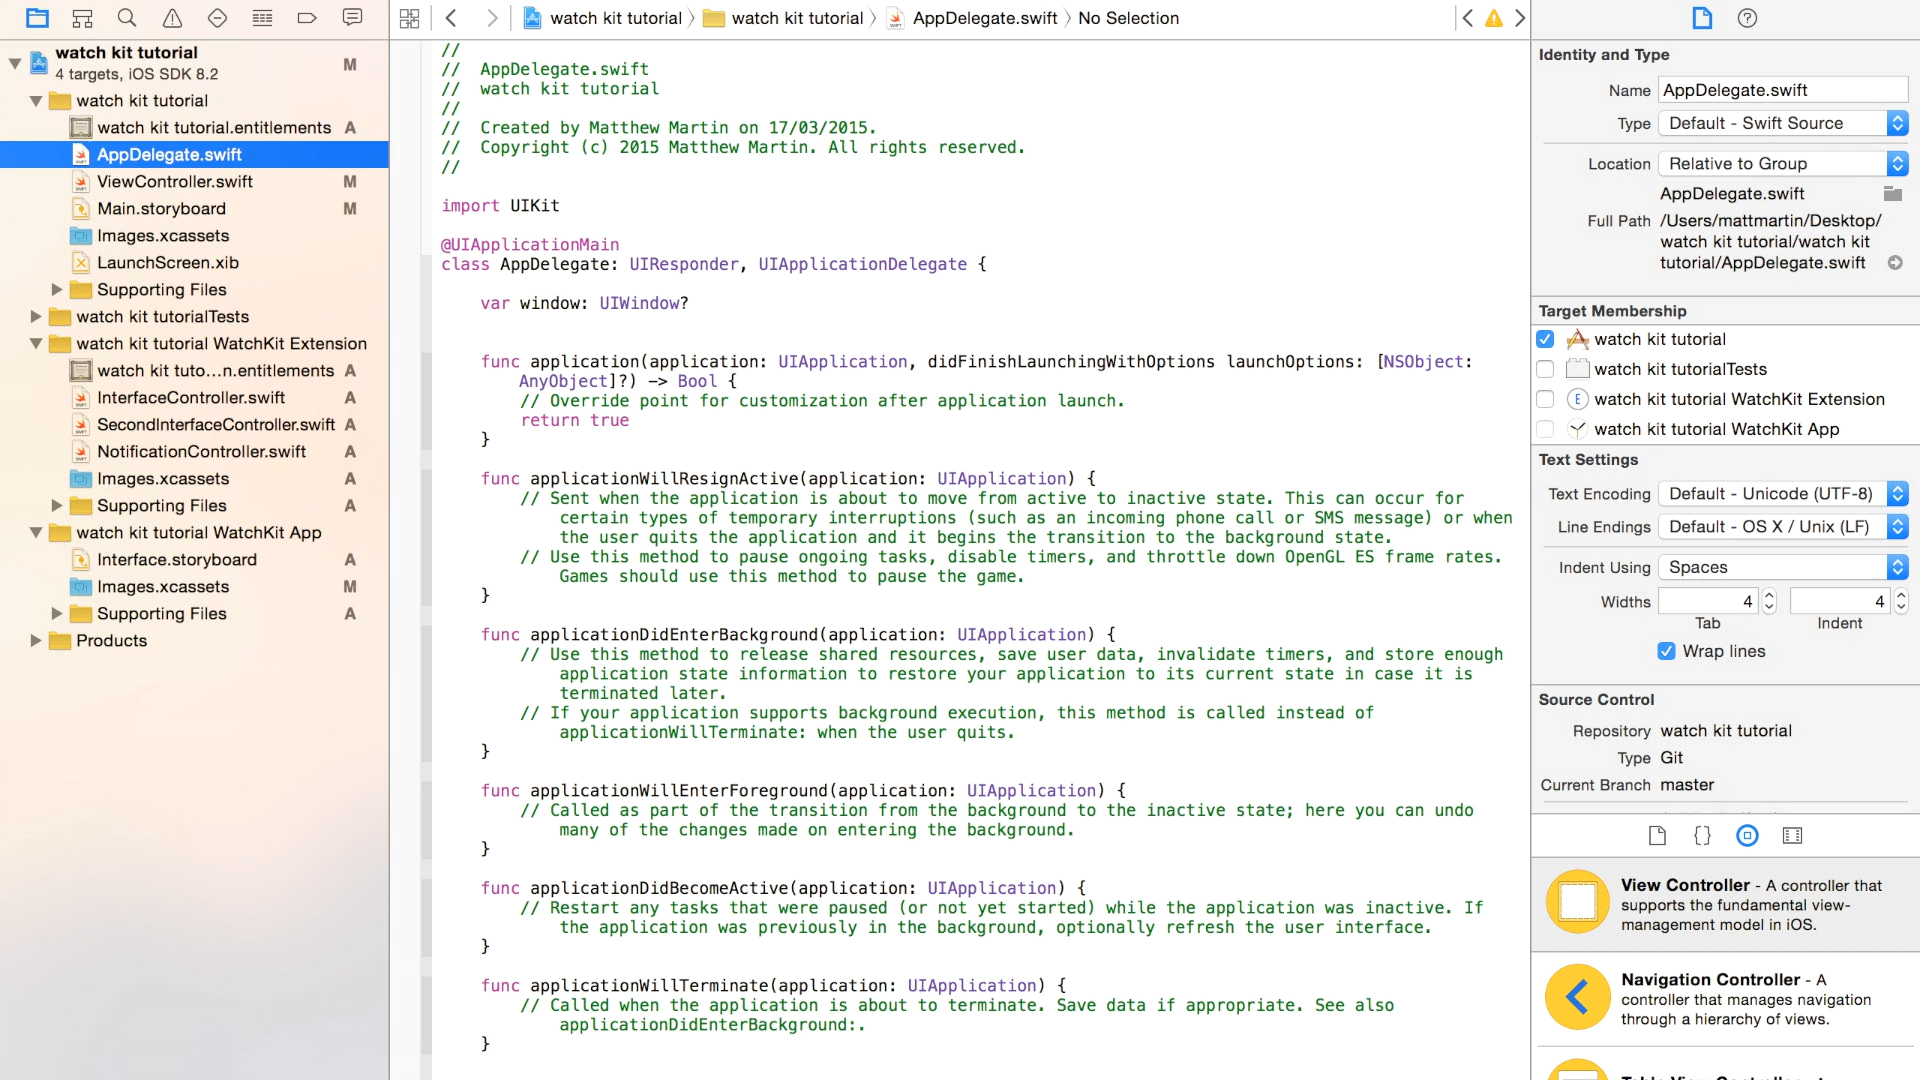 watch kit tutorial
4 targets, iOS SDK 8.2
M
watch kit tutorial
watch kit tutorial.entitlements A
AppDelegate.swift
ViewController.swift M
Main.storyboard M
Images.xcassets
LaunchScreen.xib
Supporting Files
watch kit tutorialTests
watch kit tutorial WatchKit Extension
watch kit tuto...n.entitlements A
InterfaceController.swift A
SecondInterfaceController.swift A
NotificationController.swift A
Images.xcassets A
Supporting Files A
watch kit tutorial WatchKit App
Interface.storyboard A
Images.xcassets M
Supporting Files A
Products
watch kit tutorial watch kit tutorial AppDelegate.swift No Selection
//
// AppDelegate.swift
// watch kit tutorial
//
// Created by Matthew Martin on 17/03/2015.
// Copyright (c) 2015 Matthew Martin. All rights reserved.
//
import UIKit
@UIApplicationMain
class AppDelegate: UIResponder, UIApplicationDelegate {
var window: UIWindow?
func application(application: UIApplication, didFinishLaunchingWithOptions launchOptions: [NSObject:
AnyObject]?) -> Bool {
// Override point for customization after application launch.
return true
}
func applicationWillResignActive(application: UIApplication) {
// Sent when the application is about to move from active to inactive state. This can occur for
certain types of temporary interruptions (such as an incoming phone call or SMS message) or when
the user quits the application and it begins the transition to the background state.
// Use this method to pause ongoing tasks, disable timers, and throttle down OpenGL ES frame rates.
Games should use this method to pause the game.
}
func applicationDidEnterBackground(application: UIApplication) {
// Use this method to release shared resources, save user data, invalidate timers, and store enough
application state information to restore your application to its current state in case it is
terminated later.
// If your application supports background execution, this method is called instead of
applicationWillTerminate: when the user quits.
}
func applicationWillEnterForeground(application: UIApplication) {
// Called as part of the transition from the background to the inactive state; here you can undo
many of the changes made on entering the background.
}
func applicationDidBecomeActive(application: UIApplication) {
// Restart any tasks that were paused (or not yet started) while the application was inactive. If
the application was previously in the background, optionally refresh the user interface.
}
func applicationWillTerminate(application: UIApplication) {
// Called when the application is about to terminate. Save data if appropriate. See also
applicationDidEnterBackground:.
}
Identity and Type
Name AppDelegate.swift
Type Default - Swift Source
Location Relative to Group
AppDelegate.swift
Full Path /Users/mattmartin/Desktop/
watch kit tutorial/watch kit
tutorial/AppDelegate.swift
Target Membership
watch kit tutorial
watch kit tutorialTests
E watch kit tutorial WatchKit Extension
watch kit tutorial WatchKit App
Text Settings
Text Encoding Default - Unicode (UTF-8)
Line Endings Default - OS X / Unix (LF)
Indent Using Spaces
Widths 4 4
Tab Indent
Wrap lines
Source Control
Repository watch kit tutorial
Type Git
Current Branch master
{}
View Controller - A controller that
supports the fundamental view-
management model in iOS.
Navigation Controller - A
controller that manages navigation
through a hierarchy of views.